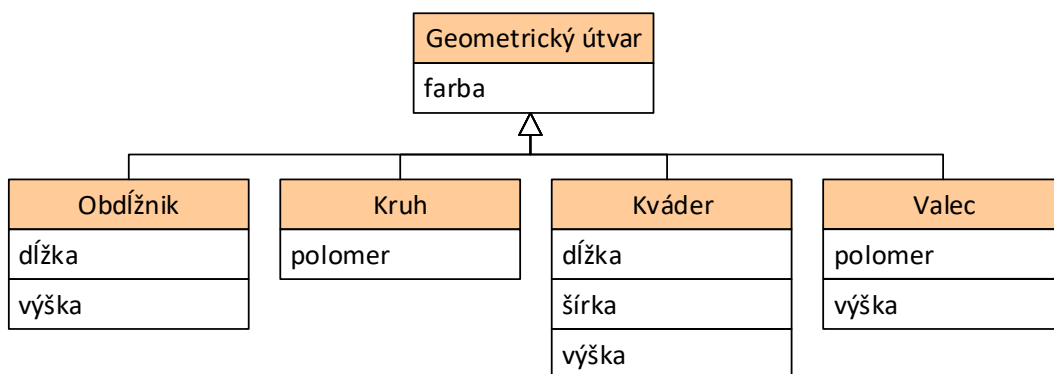 Geometrický útvar
farba
Obdĺžnik
dĺžka
výška
Kruh
polomer
Kváder
dĺžka
šírka
výška
Valec
polomer
výška